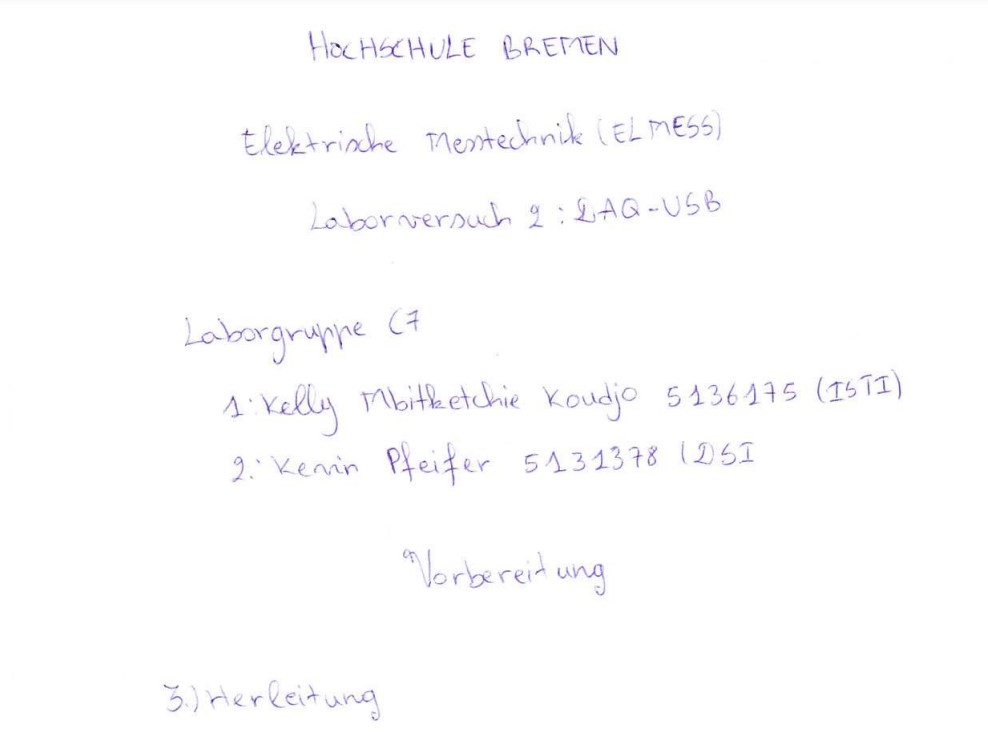 HOCHSCHULE BREMEN
Elektrische Messtechnik (ELMESS)
Laborversuch 2 : DAQ-USB
Laborgruppe C7
1: Kelly Mbitketchie Koudjo 5136175 (ISTI)
2: Kevin Pfeifer 5131378 (DSI
Vorbereitung
3.) Herleitung